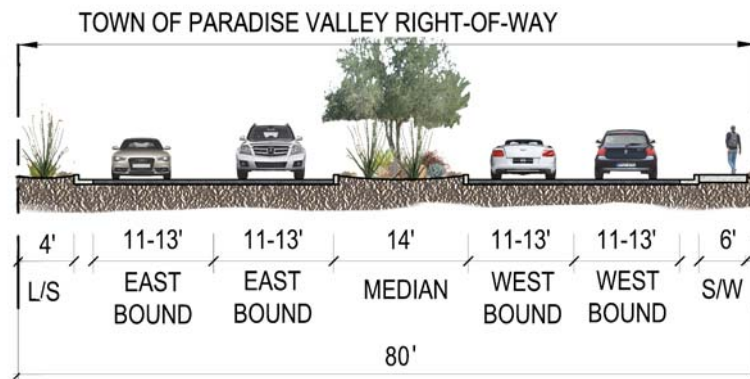 TOWN OF PARADISE VALLEY RIGHT-OF-WAY
4' 11-13' 11-13' 14' 11-13' 11-13' 6'
L/S EAST BOUND EAST BOUND MEDIAN WEST BOUND WEST BOUND S/W
80'